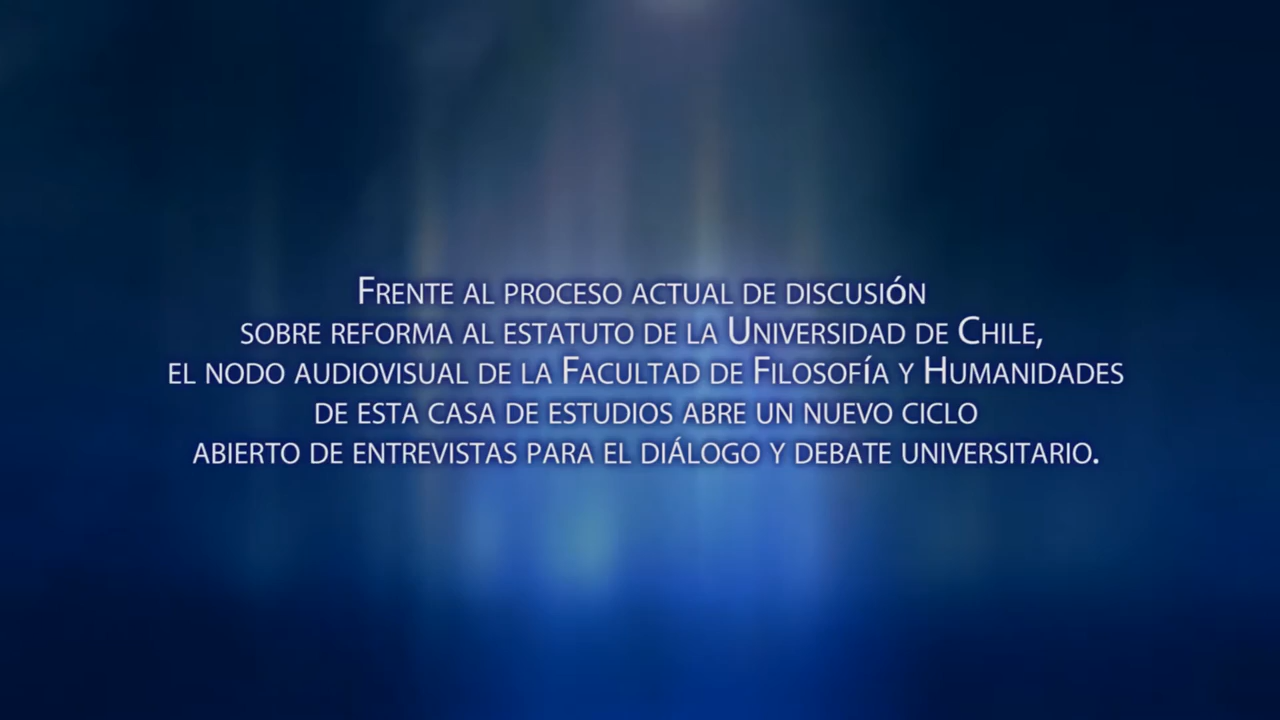 Frente al proceso actual de discusión
sobre reforma al estatuto de la Universidad de Chile,
el nodo audiovisual de la Facultad de Filosofía y Humanidades
de esta casa de estudios abre un nuevo ciclo
abierto de entrevistas para el diálogo y debate universitario.